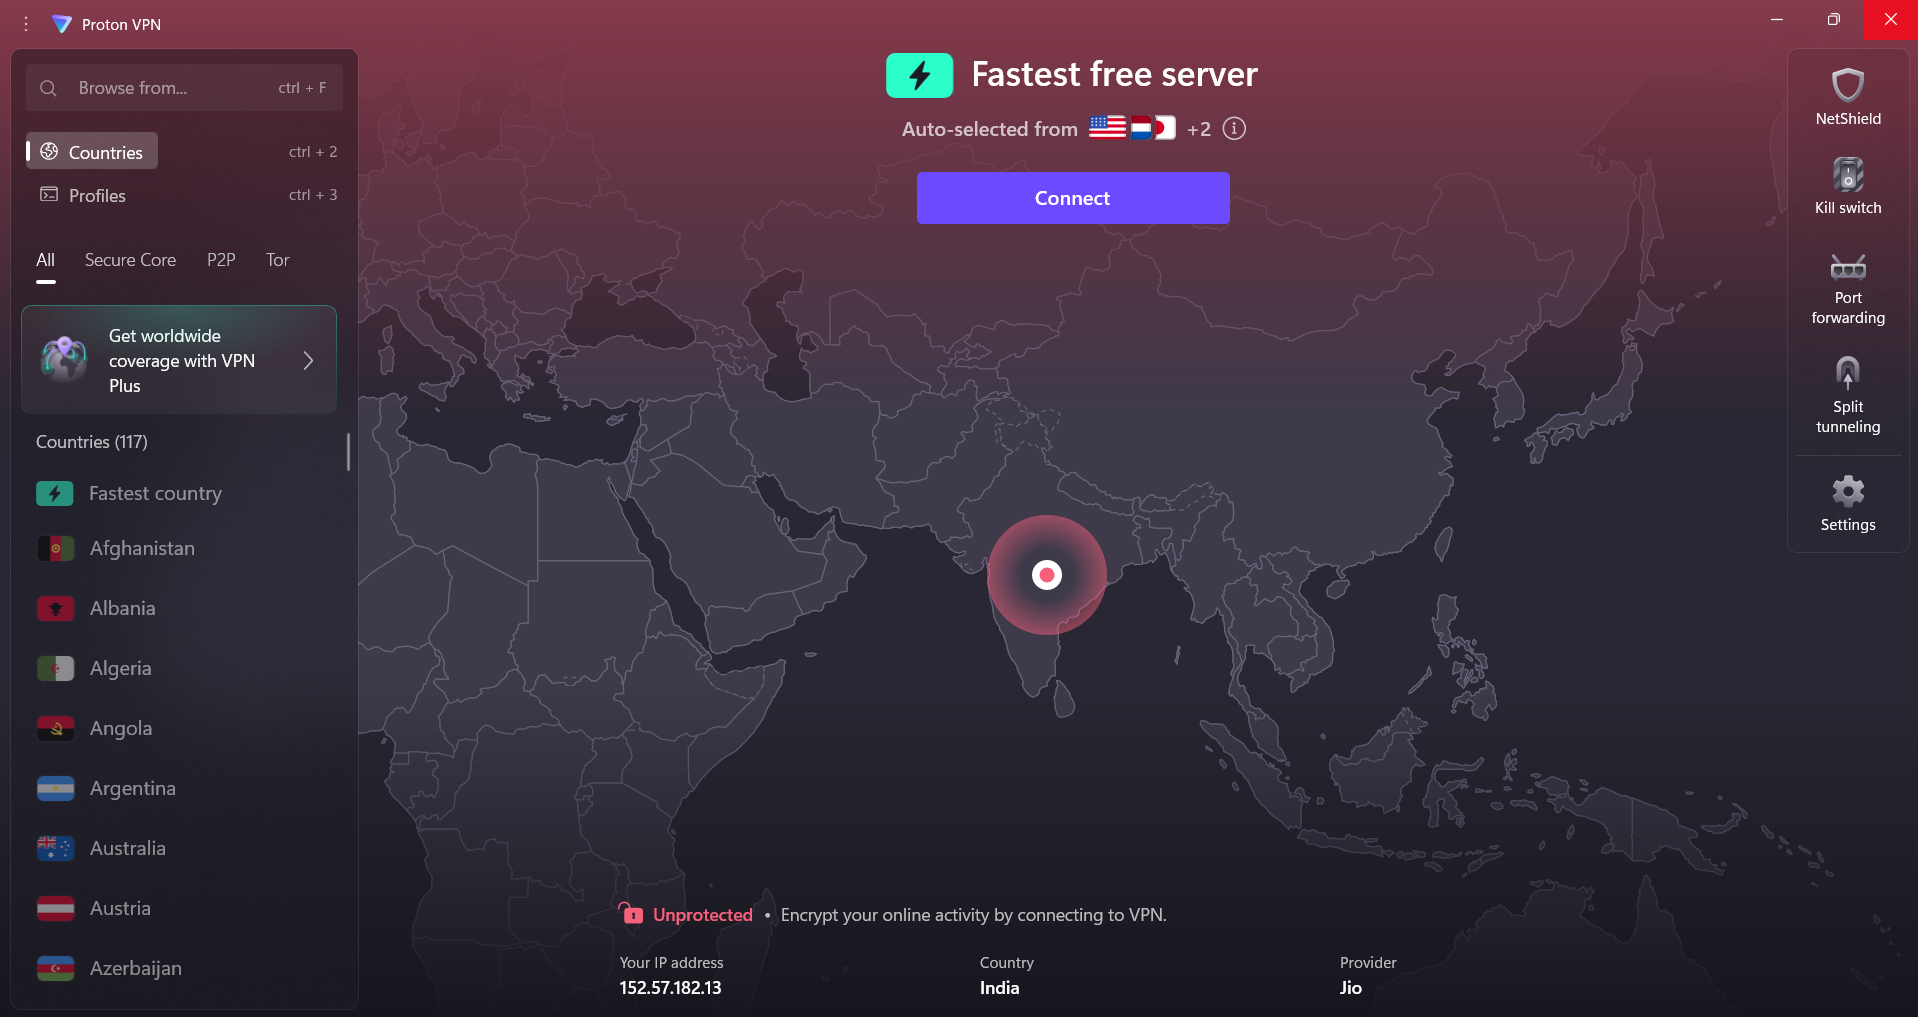 Proton VPN
Browse from...
ctrl + F
Countries
ctrl + 2
Profiles
ctrl + 3
All
Secure Core
P2P
Tor
Get worldwide
coverage with VPN
Plus
Countries (117)
Fastest country
Afghanistan
Albania
Algeria
Angola
Argentina
Australia
Austria
Azerbaijan
Fastest free server
Auto-selected from +2
Connect
Unprotected • Encrypt your online activity by connecting to VPN.
Your IP address
152.57.182.13
Country
India
Provider
Jio
NetShield
Kill switch
Port
forwarding
Split
tunneling
Settings